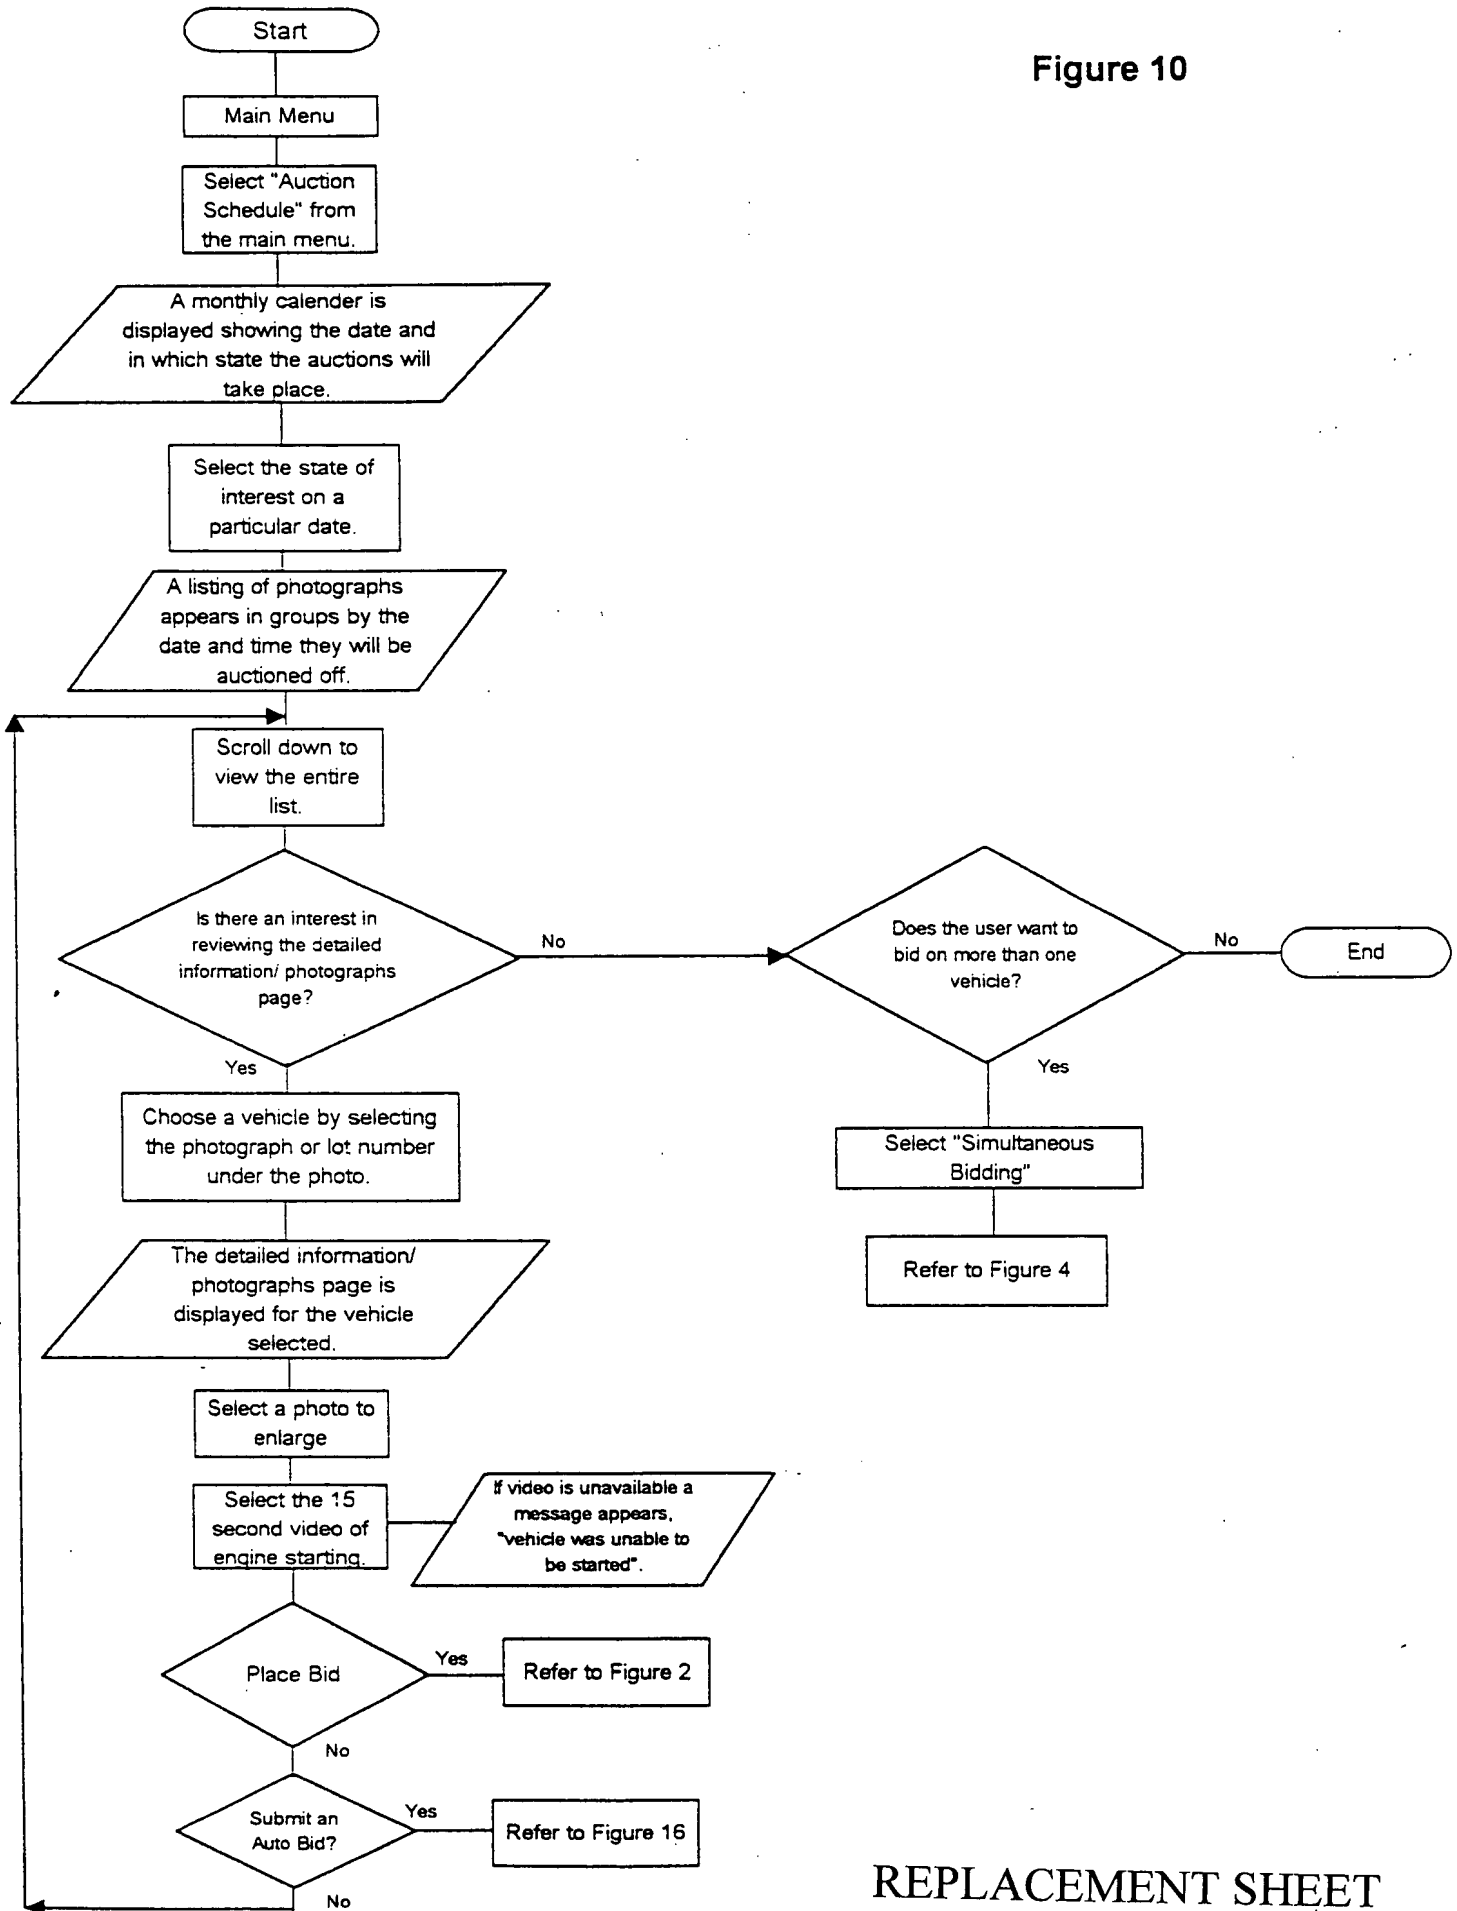 Start
Figure 10
Main Menu
Select "Auction
Schedule" from
the main menu.
A monthly calender is
displayed showing the date and
in which state the auctions will
take place.
Select the state of
interest on a
particular date.
A listing of photographs
appears in groups by the
date and time they will be
auctioned off.
Scroll down to
view the entire
list.
Is there an interest in
reviewing the detailed
information/ photographs
page?
No
Does the user want to
bid on more than one
vehicle?
No
End
Yes
Yes
Choose a vehicle by selecting
the photograph or lot number
under the photo.
Select "Simultaneous
Bidding"
The detailed information/
photographs page is
displayed for the vehicle
selected.
Refer to Figure 4
Select a photo to
enlarge
Select the 15
second video of
engine starting.
If video is unavailable a
message appears,
"vehicle was unable to
be started".
Place Bid
Yes
Refer to Figure 2
No
Submit an
Auto Bid?
Yes
Refer to Figure 16
No
REPLACEMENT SHEET